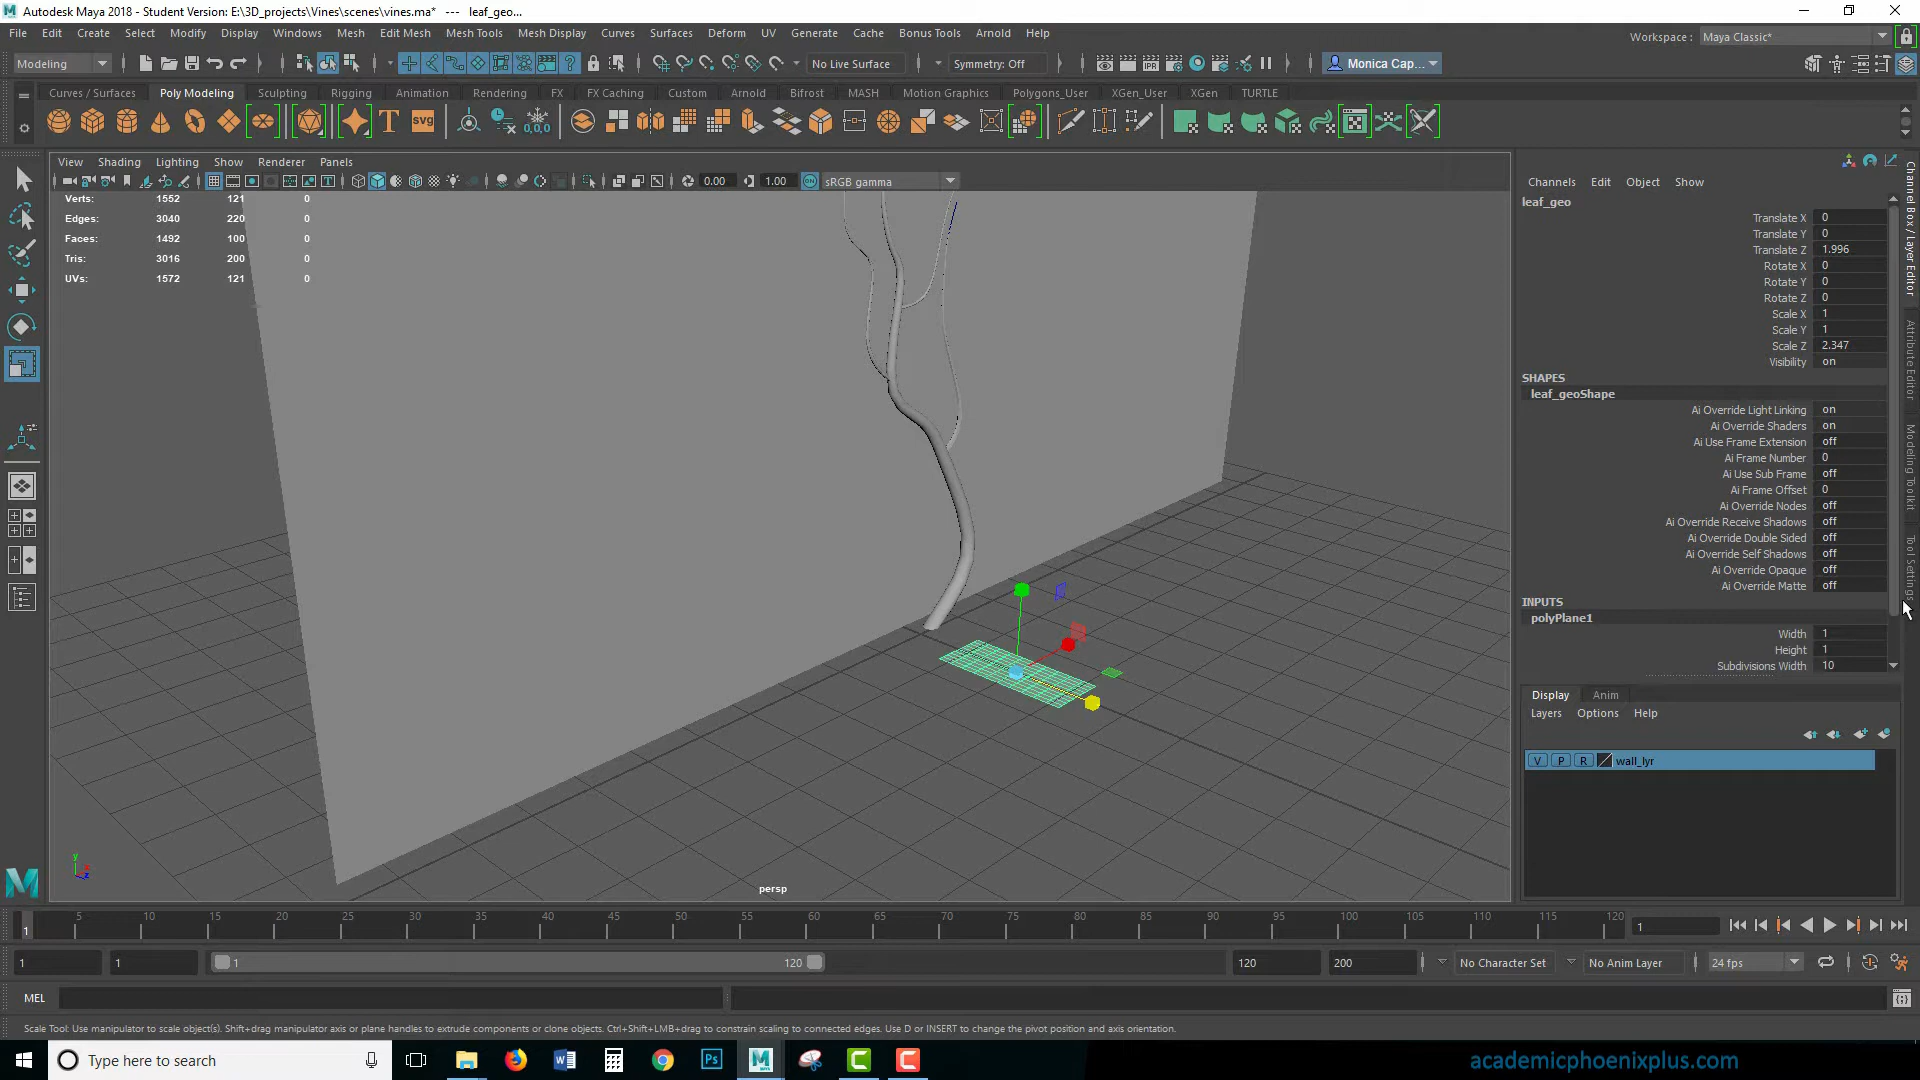 Autodesk Maya 2018 - Student Version: E:\3D_projects\Vines\scenes\vines.ma* --- leaf_geo...
File Edit Create Select Modify Display Windows Mesh Edit Mesh Mesh Tools Mesh Display Curves Surfaces Deform UV Generate Cache Bonus Tools Arnold Help
Workspace : Maya Classic*
Modeling No Live Surface Symmetry: Off Monica Cap...
Curves / Surfaces Poly Modeling Sculpting Rigging Animation Rendering FX FX Caching Custom Arnold Bifrost MASH Motion Graphics Polygons_User XGen_User XGen TURTLE
T svg 0,0,0
View Shading Lighting Show Renderer Panels
0.00 1.00 sRGB gamma
Verts: 1552 121 0
Edges: 3040 220 0
Faces: 1492 100 0
Tris: 3016 200 0
UVs: 1572 121 0
persp
Channels Edit Object Show
leaf_geo
Translate X 0
Translate Y 0
Translate Z 1.996
Rotate X 0
Rotate Y 0
Rotate Z 0
Scale X 1
Scale Y 1
Scale Z 2.347
Visibility on
SHAPES
leaf_geoShape
Ai Override Light Linking on
Ai Override Shaders on
Ai Use Frame Extension off
Ai Frame Number 0
Ai Use Sub Frame off
Ai Frame Offset 0
Ai Override Nodes off
Ai Override Receive Shadows off
Ai Override Double Sided off
Ai Override Self Shadows off
Ai Override Opaque off
Ai Override Matte off
INPUTS
polyPlane1
Width 1
Height 1
Subdivisions Width 10
Channel Box / Layer Editor
Attribute Editor
Modeling Toolkit
Tool Settings
Display Anim
Layers Options Help
V P R wall_lyr
5 10 15 20 25 30 35 40 45 50 55 60 65 70 75 80 85 90 95 100 105 110 115 120
1 1
1 1 1 120 120 200 No Character Set No Anim Layer 24 fps
MEL
Scale Tool: Use manipulator to scale object(s). Shift+drag manipulator axis or plane handles to extrude components or clone objects. Ctrl+Shift+LMB+drag to constrain scaling to connected edges. Use D or INSERT to change the pivot position and axis orientation.
Type here to search
academicphoenixplus.com